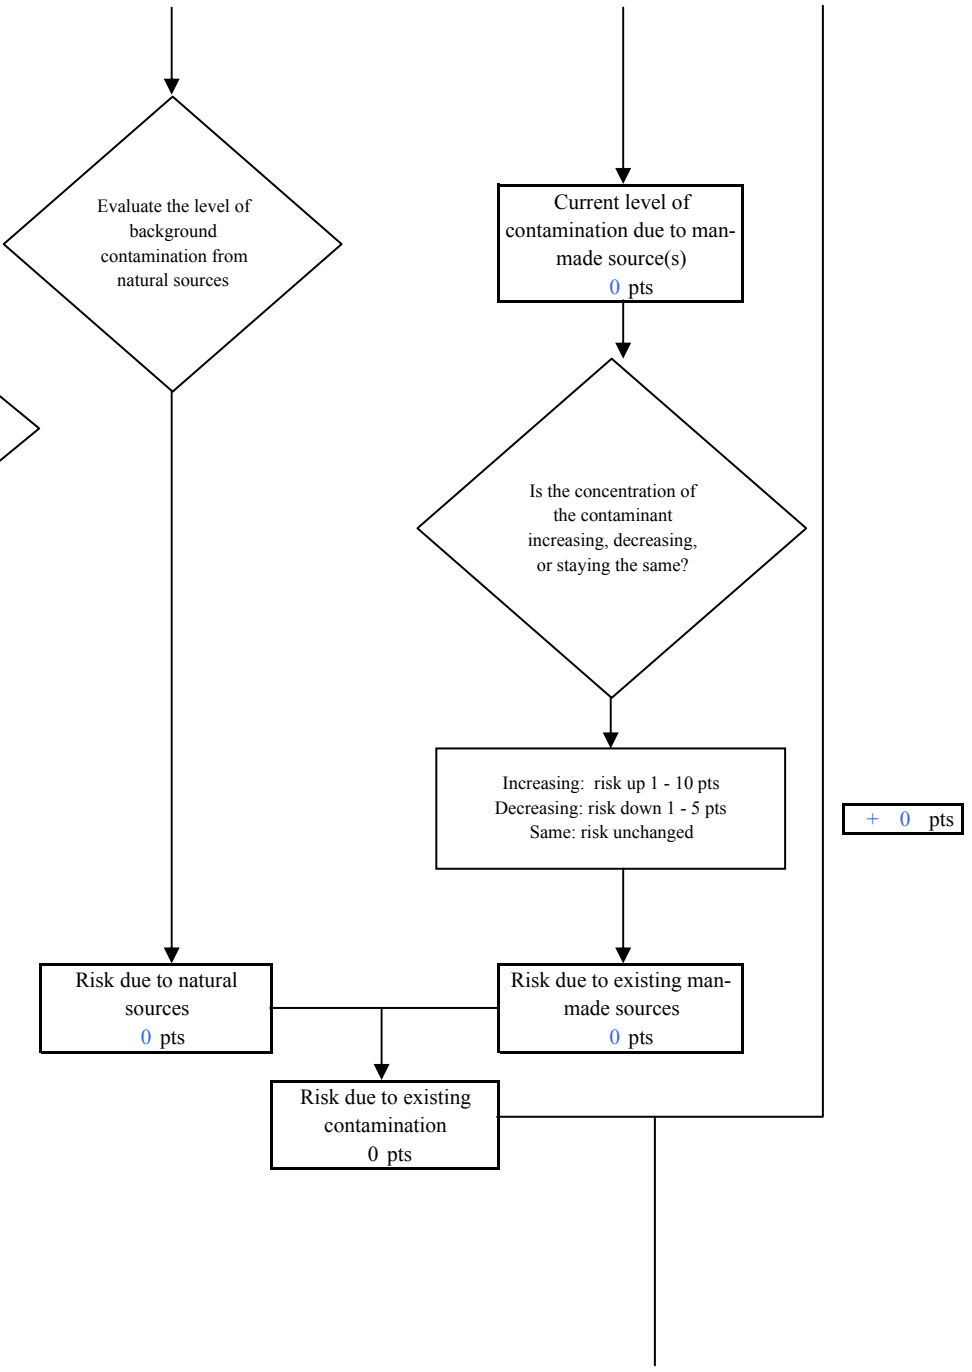 Evaluate the level of
background
contamination from
natural sources
Current level of
contamination due to man-
made source(s)
0 pts
Is the concentration of
the contaminant
increasing, decreasing,
or staying the same?
Increasing:  risk up 1 - 10 pts
Decreasing: risk down 1 - 5 pts
Same: risk unchanged
+ 0 pts
Risk due to natural
sources
0 pts
Risk due to existing man-
made sources
0 pts
Risk due to existing
contamination
0 pts